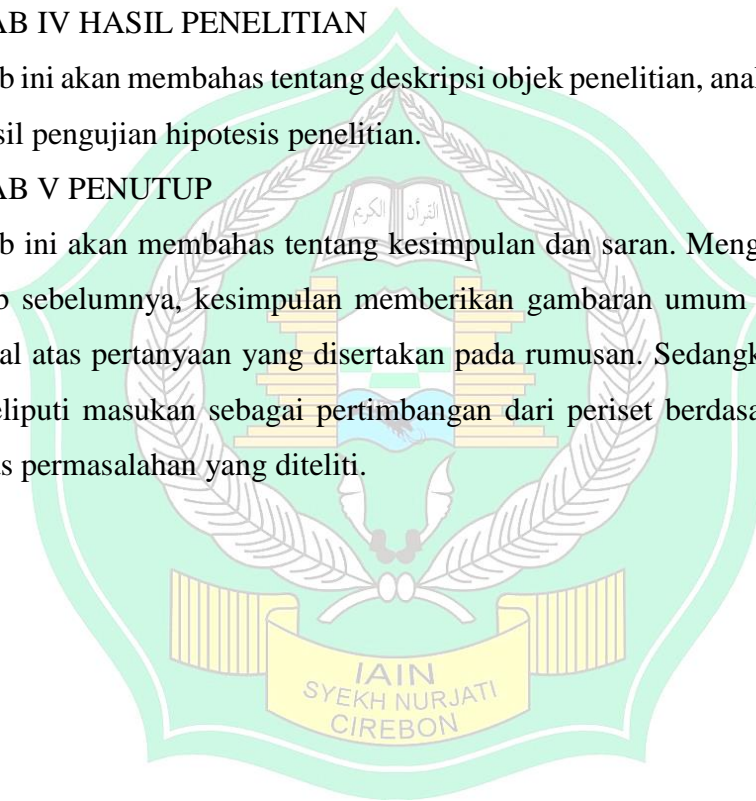 AB IV HASIL PENELITIAN
b ini akan membahas tentang deskripsi objek penelitian, anal
sil pengujian hipotesis penelitian.
AB V PENUTUP
القرآن الكريم
b ini akan membahas tentang kesimpulan dan saran. Meng
b sebelumnya, kesimpulan memberikan gambaran umum
al atas pertanyaan yang disertakan pada rumusan. Sedangk
eliputi masukan sebagai pertimbangan dari periset berdasa
s permasalahan yang diteliti.
IAIN
SYEKH NURJATI
CIREBON